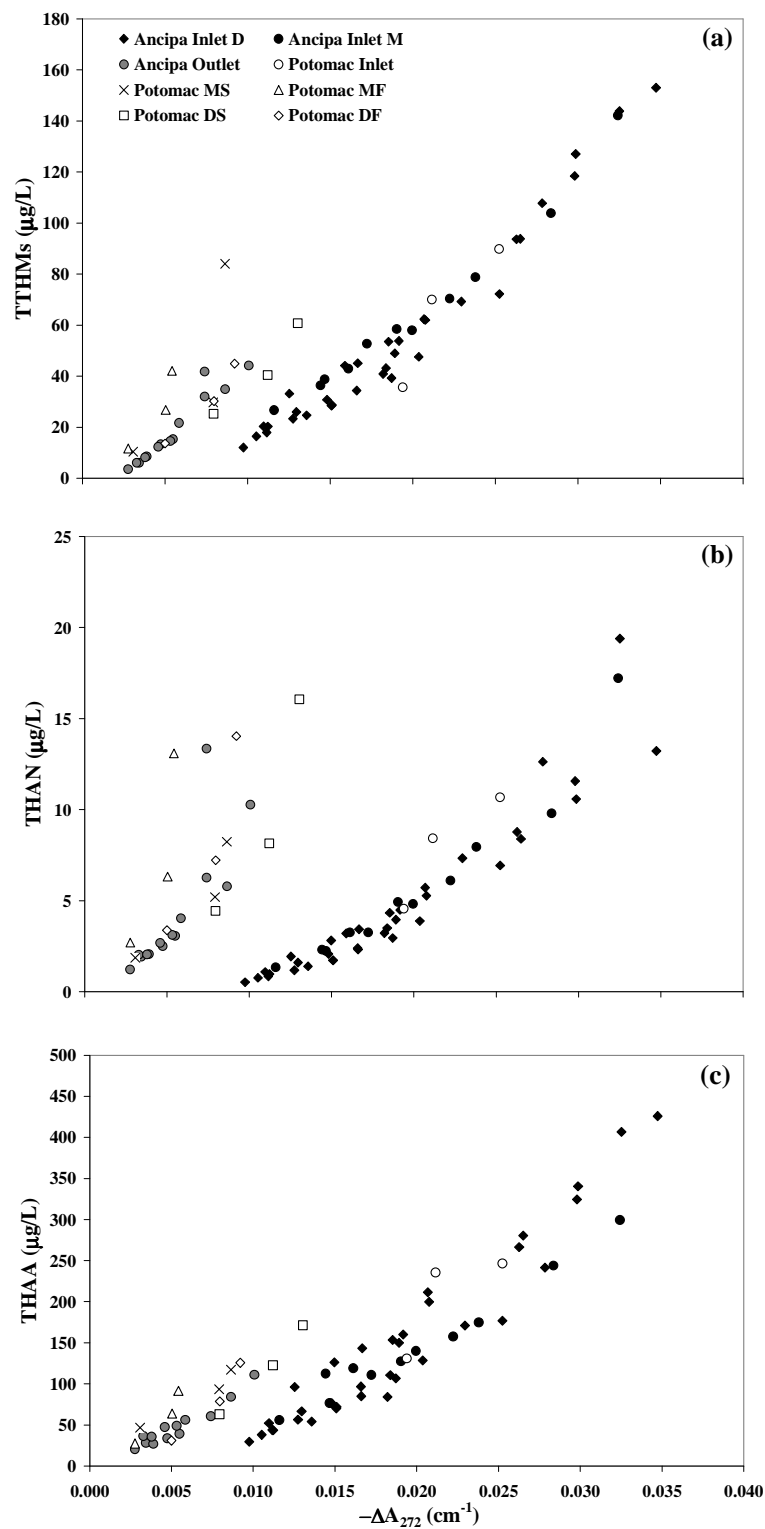 180
160
140
120
100
80
60
40
20
0
TTHMs (µg/L)
(a)
Ancipa Inlet D Ancipa Inlet M
Ancipa Outlet Potomac Inlet
Potomac MS Potomac MF
Potomac DS Potomac DF
25
20
15
10
5
0
THAN (µg/L)
(b)
500
450
400
350
300
250
200
150
100
50
0
THAA (µg/L)
(c)
0.000 0.005 0.010 0.015 0.020 0.025 0.030 0.035 0.040
−ΔA₂₇₂ (cm⁻¹)